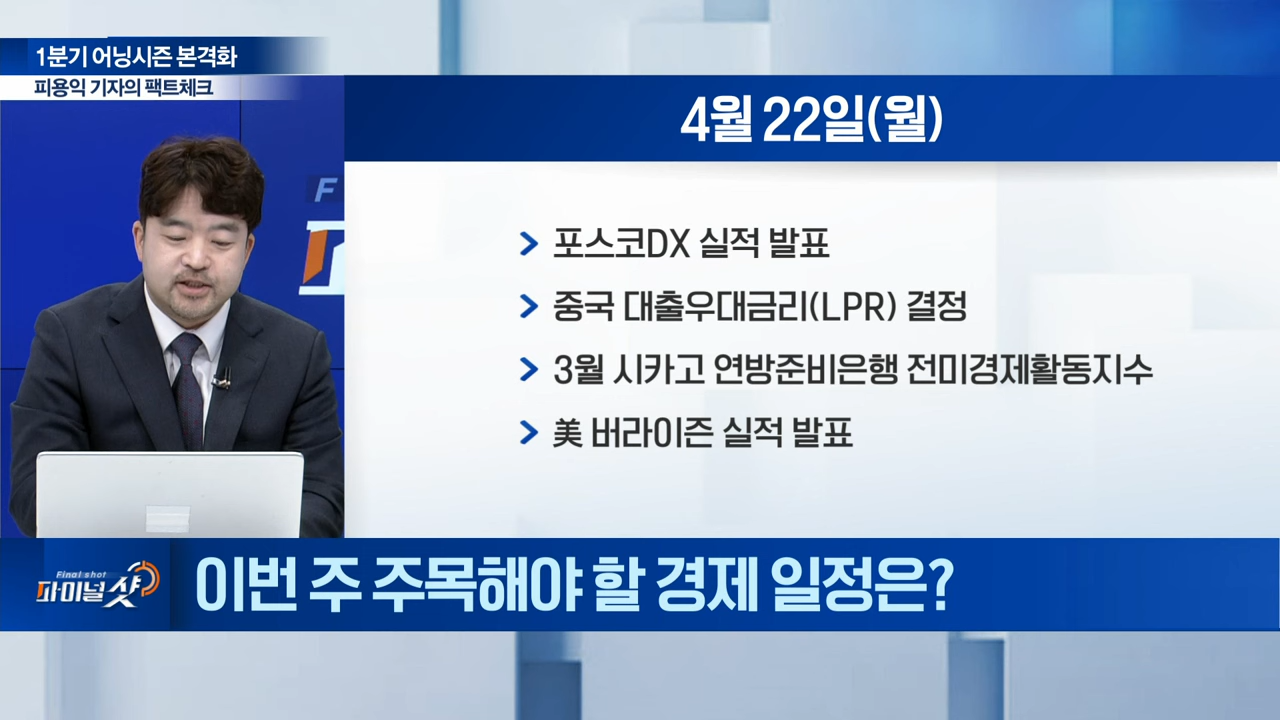 1분기 어닝시즌 본격화
피용익 기자의 팩트체크
4월 22일(월)
F
> 포스코DX 실적 발표
> 중국 대출우대금리(LPR) 결정
> 3월 시카고 연방준비은행 전미경제활동지수
> 美 버라이즌 실적 발표
Final shot
파이널샷
이번 주 주목해야 할 경제 일정은?